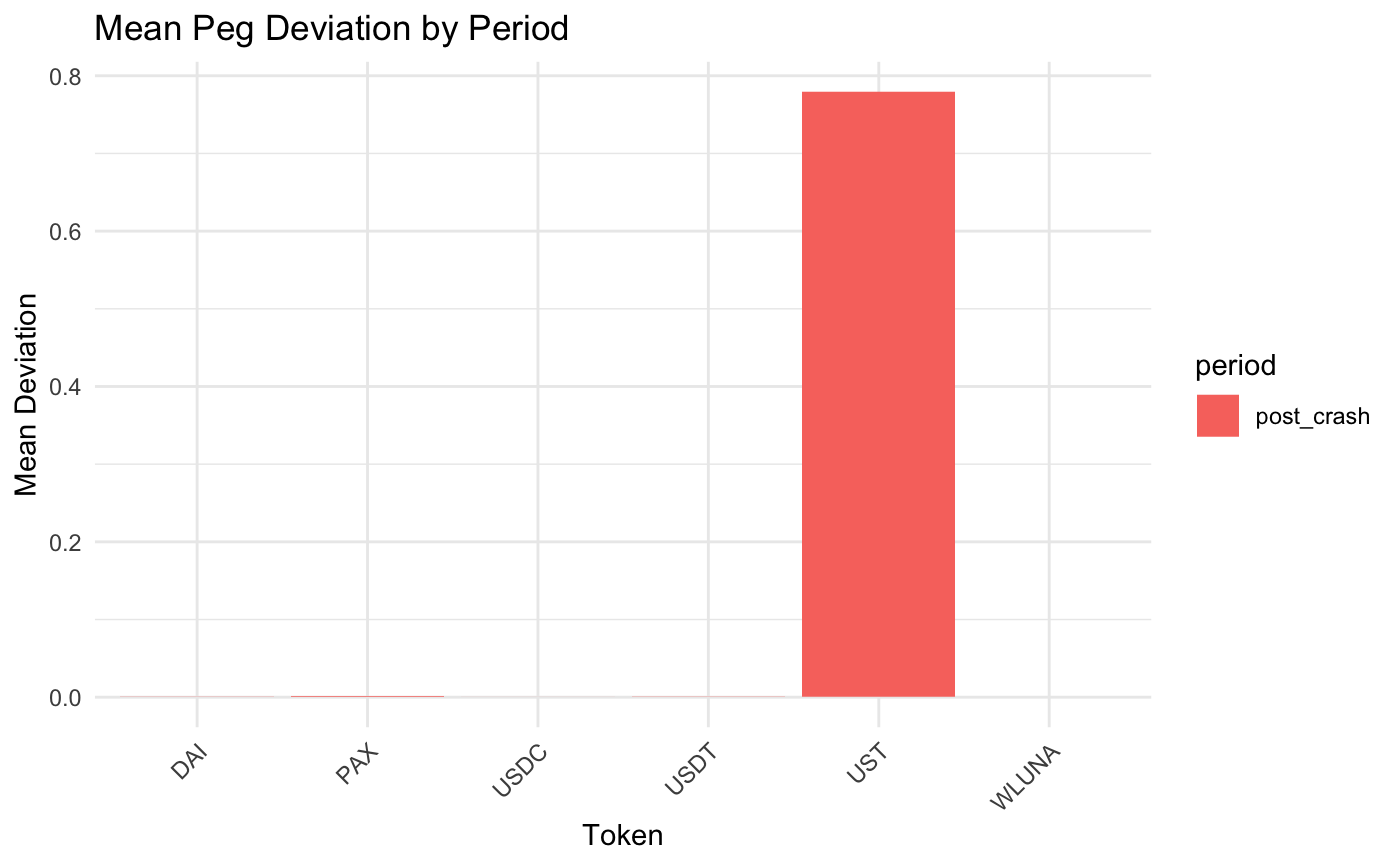 Mean Peg Deviation by Period
Mean Deviation
0.8
0.6
0.4
0.2
0.0
DAI
PAX
USDC
USDT
UST
WLUNA
Token
period
post_crash